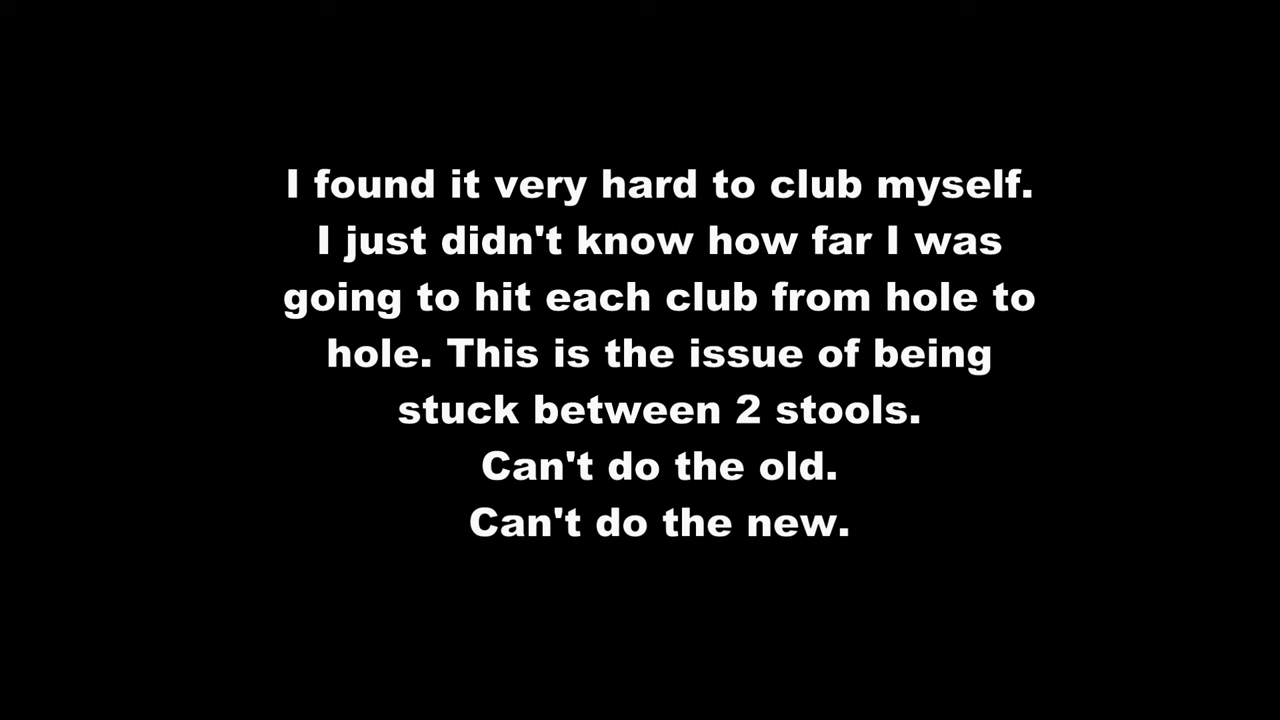 I found it very hard to club myself.
I just didn't know how far I was
going to hit each club from hole to
hole. This is the issue of being
stuck between 2 stools.
Can't do the old.
Can't do the new.